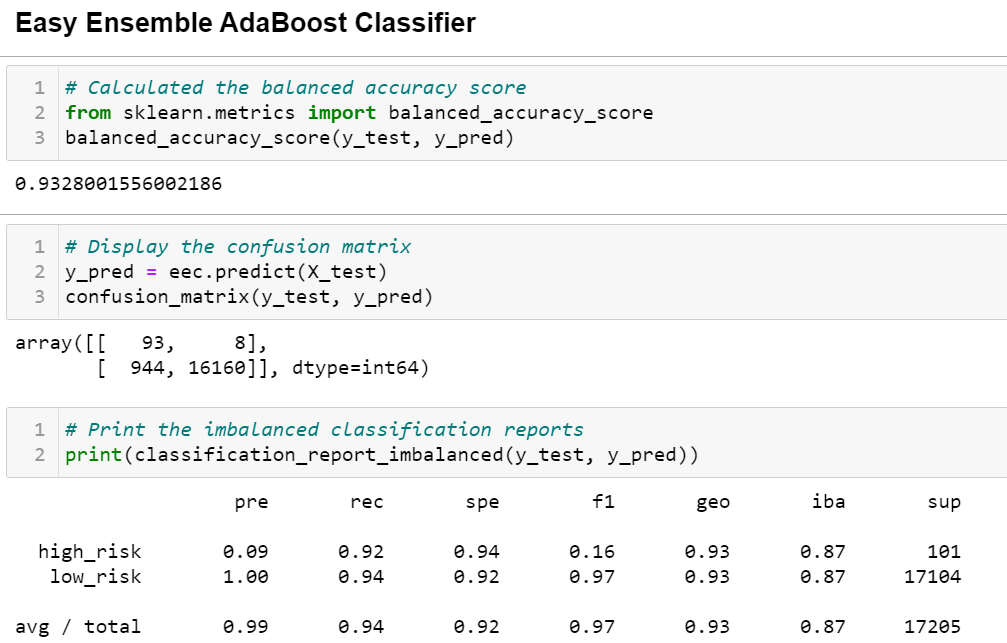 Easy Ensemble AdaBoost Classifier
1 # Calculated the balanced accuracy score
2 from sklearn.metrics import balanced_accuracy_score
3 balanced_accuracy_score(y_test, y_pred)
0.9328001556002186
1 # Display the confusion matrix
2 y_pred = eec.predict(X_test)
3 confusion_matrix(y_test, y_pred)
array([[   93,     8],
       [  944, 16160]], dtype=int64)
1 # Print the imbalanced classification reports
2 print(classification_report_imbalanced(y_test, y_pred))
pre rec spe f1 geo iba sup
high_risk 0.09 0.92 0.94 0.16 0.93 0.87 101
low_risk 1.00 0.94 0.92 0.97 0.93 0.87 17104
avg / total 0.99 0.94 0.92 0.97 0.93 0.87 17205